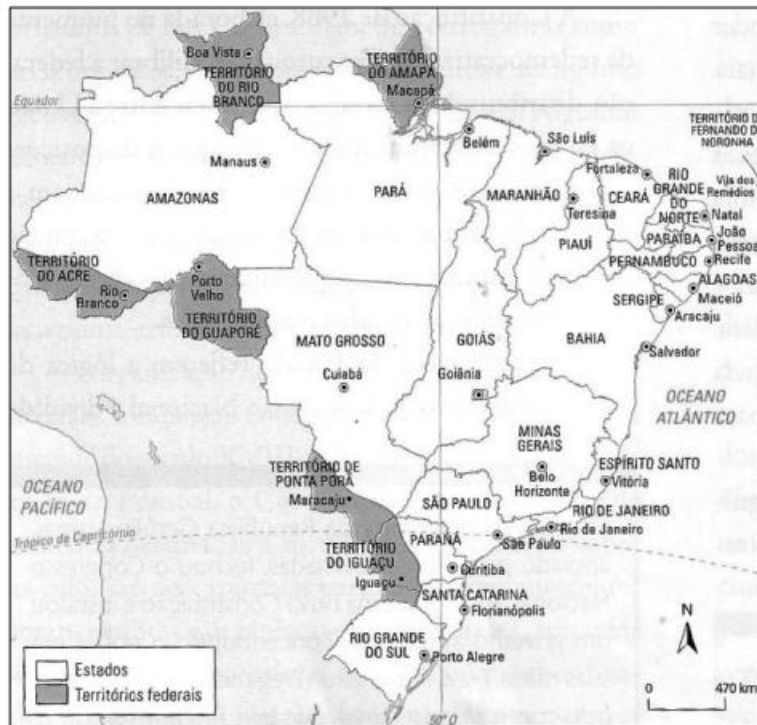 Boa Vista
TERRITÓRIO
DO RIO
BRANCO
TERRITÓRIO
DO AMAPÁ
Macapá
Equador
Belém
São Luís
TERRITÓRIO D
FERNANDO D
NORONHA
Manaus
Fortaleza
Vila dos
Remédios
AMAZONAS
PARÁ
MARANHÃO
CEARÁ
RIO
GRANDE
DO
NORTE
Natal
Teresina
PIAUÍ
PARAÍBA
João
Pessoa
PERNAMBUCO
Recife
TERRITÓRIO
DO ACRE
Rio
Branco
Porto
Velho
TERRITÓRIO
DO GUAPORÉ
ALAGOAS
Maceió
SERGIPE
Aracaju
MATO GROSSO
GOIÁS
BAHIA
Salvador
Cuiabá
Goiânia
OCEANO
ATLÂNTICO
MINAS
GERAIS
Belo
Horizonte
ESPÍRITO SANTO
Vitória
TERRITÓRIO DE
PONTA PORÃ
Maracaju
OCEANO
PACÍFICO
SÃO PAULO
RIO DE JANEIRO
Rio de Janeiro
São Paulo
Trópico de Capricórnio
TERRITÓRIO
DO IGUAÇU
Iguaçu
PARANÁ
Curitiba
SANTA CATARINA
Florianópolis
RIO GRANDE
DO SUL
Porto Alegre
N
Estados
Territórios federais
0 470 km
50° O